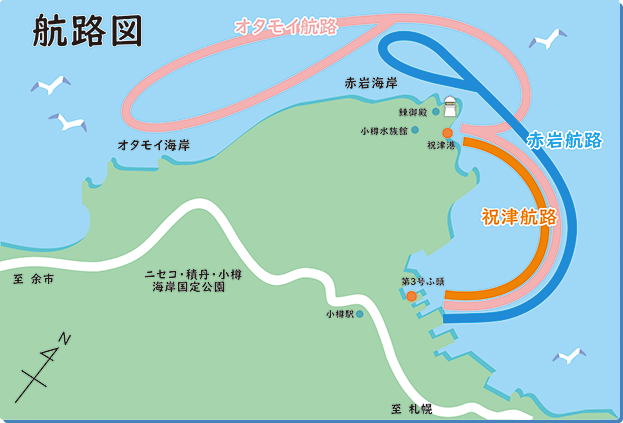 航路図
オタモイ航路
赤岩海岸
鰊御殿
小樽水族館
祝津港
赤岩航路
オタモイ海岸
祝津航路
ニセコ・積丹・小樽
海岸国定公園
至 余市
第3号ふ頭
小樽駅
N
至 札幌